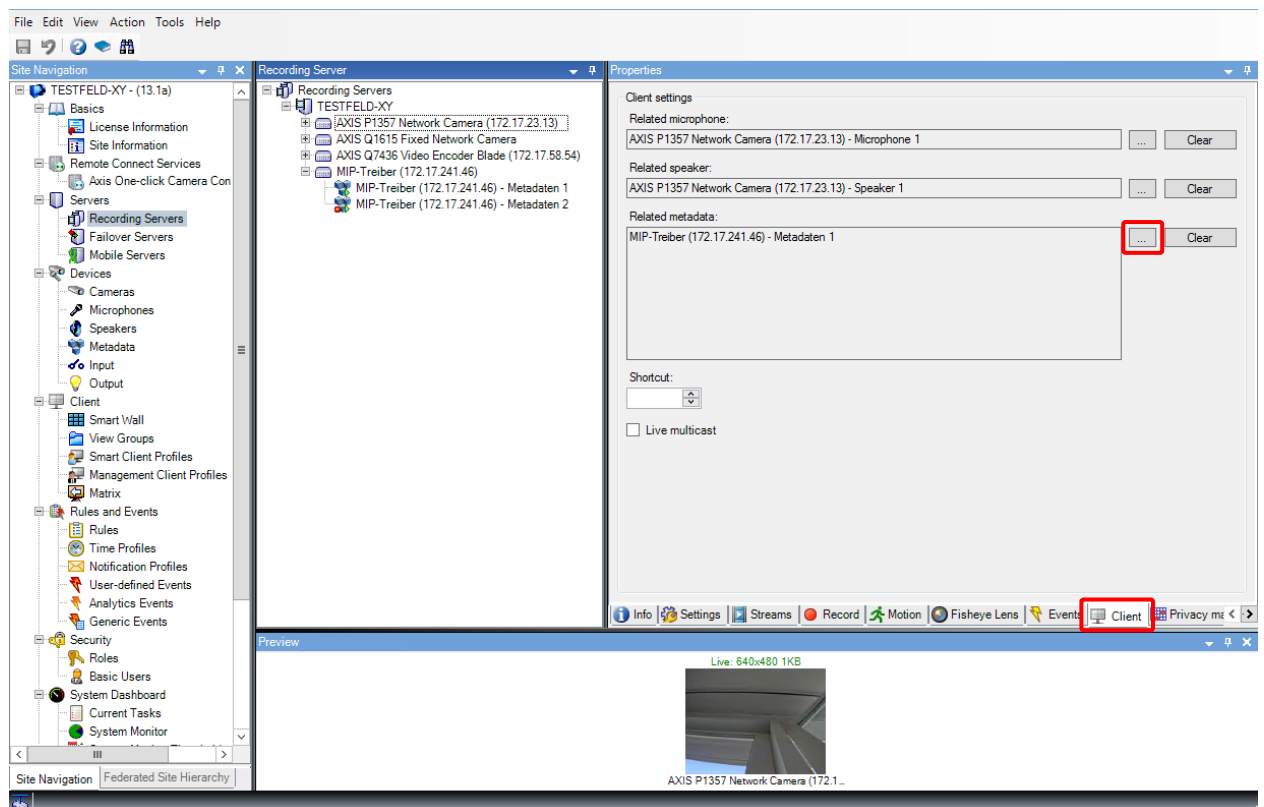 File Edit View Action Tools Help
Site Navigation
TESTFELD-XY - (13.1a)
Basics
License Information
Site Information
Remote Connect Services
Axis One-click Camera Con
Servers
Recording Servers
Failover Servers
Mobile Servers
Devices
Cameras
Microphones
Speakers
Metadata
Input
Output
Client
Smart Wall
View Groups
Smart Client Profiles
Management Client Profiles
Matrix
Rules and Events
Rules
Time Profiles
Notification Profiles
User-defined Events
Analytics Events
Generic Events
Security
Roles
Basic Users
System Dashboard
Current Tasks
System Monitor
Site Navigation Federated Site Hierarchy
Recording Server
Recording Servers
TESTFELD-XY
AXIS P1357 Network Camera (172.17.23.13)
AXIS Q1615 Fixed Network Camera
AXIS Q7436 Video Encoder Blade (172.17.58.54)
MIP-Treiber (172.17.241.46)
MIP-Treiber (172.17.241.46) - Metadaten 1
MIP-Treiber (172.17.241.46) - Metadaten 2
Properties
Client settings
Related microphone:
AXIS P1357 Network Camera (172.17.23.13) - Microphone 1 ... Clear
Related speaker:
AXIS P1357 Network Camera (172.17.23.13) - Speaker 1 ... Clear
Related metadata:
MIP-Treiber (172.17.241.46) - Metadaten 1 ... Clear
Shortcut:
Live multicast
Info Settings Streams Record Motion Fisheye Lens Events Client Privacy ma
Preview
Live: 640x480 1KB
AXIS P1357 Network Camera (172.1...